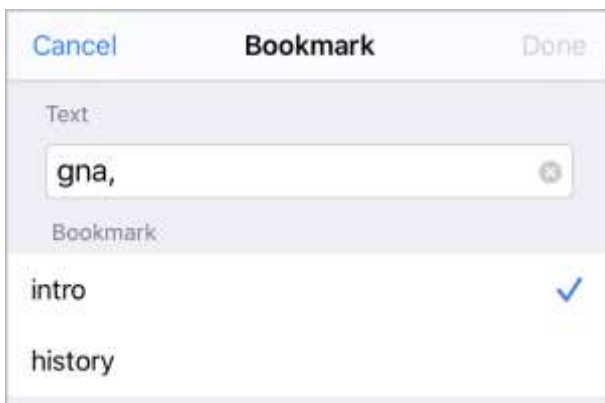 Cancel Bookmark Done
Text
gna,
Bookmark
intro
history